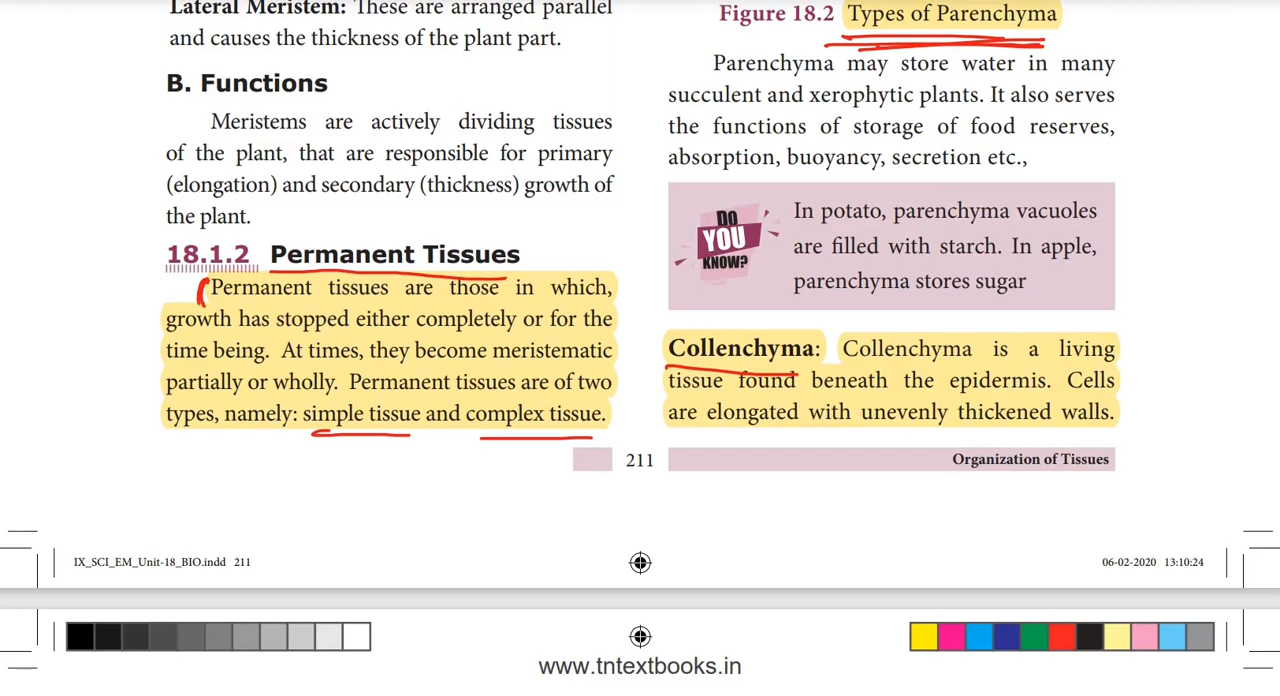 Lateral Meristem: These are arranged parallel
and causes the thickness of the plant part.
B. Functions
Meristems are actively dividing tissues
of the plant, that are responsible for primary
(elongation) and secondary (thickness) growth of
the plant.
18.1.2 Permanent Tissues
Permanent tissues are those in which,
growth has stopped either completely or for the
time being. At times, they become meristematic
partially or wholly. Permanent tissues are of two
types, namely: simple tissue and complex tissue.
Figure 18.2 Types of Parenchyma
Parenchyma may store water in many
succulent and xerophytic plants. It also serves
the functions of storage of food reserves,
absorption, buoyancy, secretion etc.,
DO
YOU
KNOW?
In potato, parenchyma vacuoles
are filled with starch. In apple,
parenchyma stores sugar
Collenchyma: Collenchyma is a living
tissue found beneath the epidermis. Cells
are elongated with unevenly thickened walls.
211
Organization of Tissues
IX_SCI_EM_Unit-18_BIO.indd 211
06-02-2020 13:10:24
www.tntextbooks.in